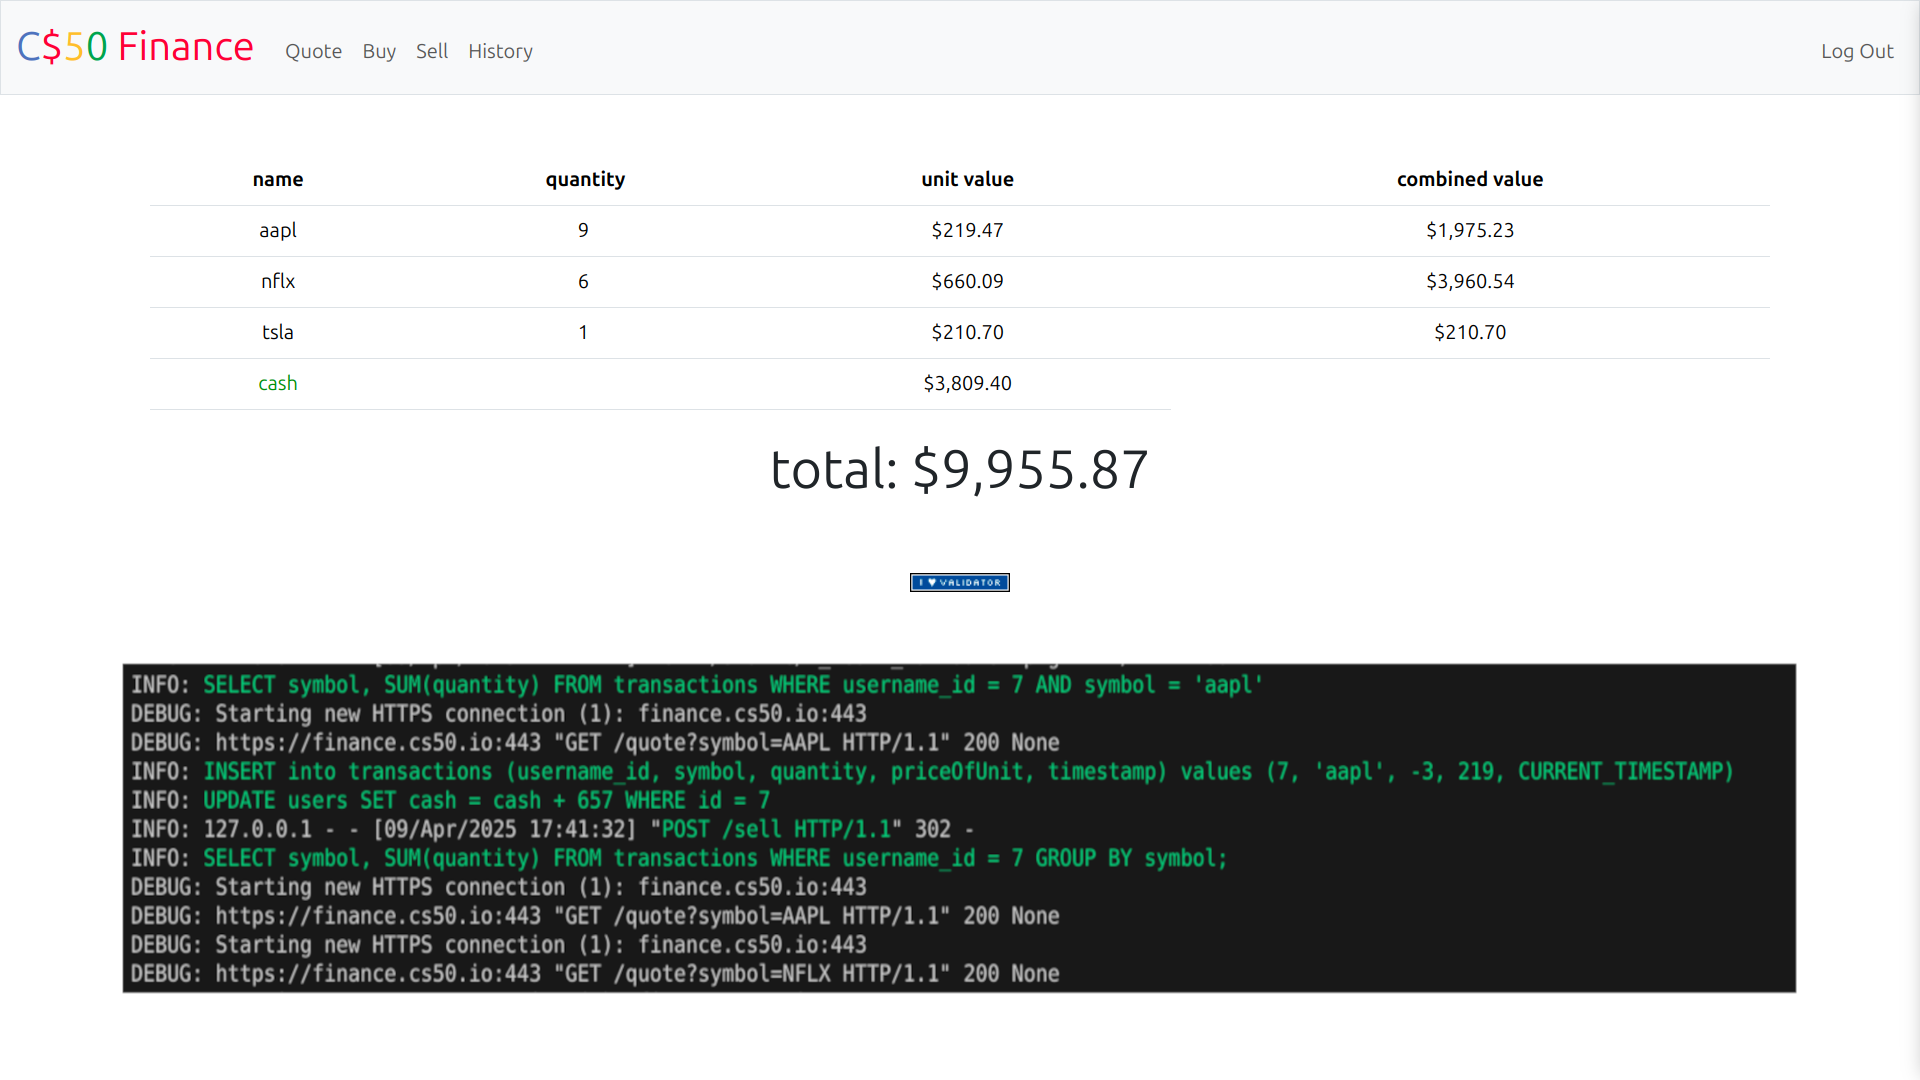 C$50 Finance Quote Buy Sell History Log Out
name quantity unit value combined value
aapl 9 $219.47 $1,975.23
nflx 6 $660.09 $3,960.54
tsla 1 $210.70 $210.70
cash $3,809.40
total: $9,955.87
I ♥ VALIDATOR
INFO: SELECT symbol, SUM(quantity) FROM transactions WHERE username_id = 7 AND symbol = 'aapl'
DEBUG: Starting new HTTPS connection (1): finance.cs50.io:443
DEBUG: https://finance.cs50.io:443 "GET /quote?symbol=AAPL HTTP/1.1" 200 None
INFO: INSERT into transactions (username_id, symbol, quantity, priceOfUnit, timestamp) values (7, 'aapl', -3, 219, CURRENT_TIMESTAMP)
INFO: UPDATE users SET cash = cash + 657 WHERE id = 7
INFO: 127.0.0.1 - - [09/Apr/2025 17:41:32] "POST /sell HTTP/1.1" 302 -
INFO: SELECT symbol, SUM(quantity) FROM transactions WHERE username_id = 7 GROUP BY symbol;
DEBUG: Starting new HTTPS connection (1): finance.cs50.io:443
DEBUG: https://finance.cs50.io:443 "GET /quote?symbol=AAPL HTTP/1.1" 200 None
DEBUG: Starting new HTTPS connection (1): finance.cs50.io:443
DEBUG: https://finance.cs50.io:443 "GET /quote?symbol=NFLX HTTP/1.1" 200 None